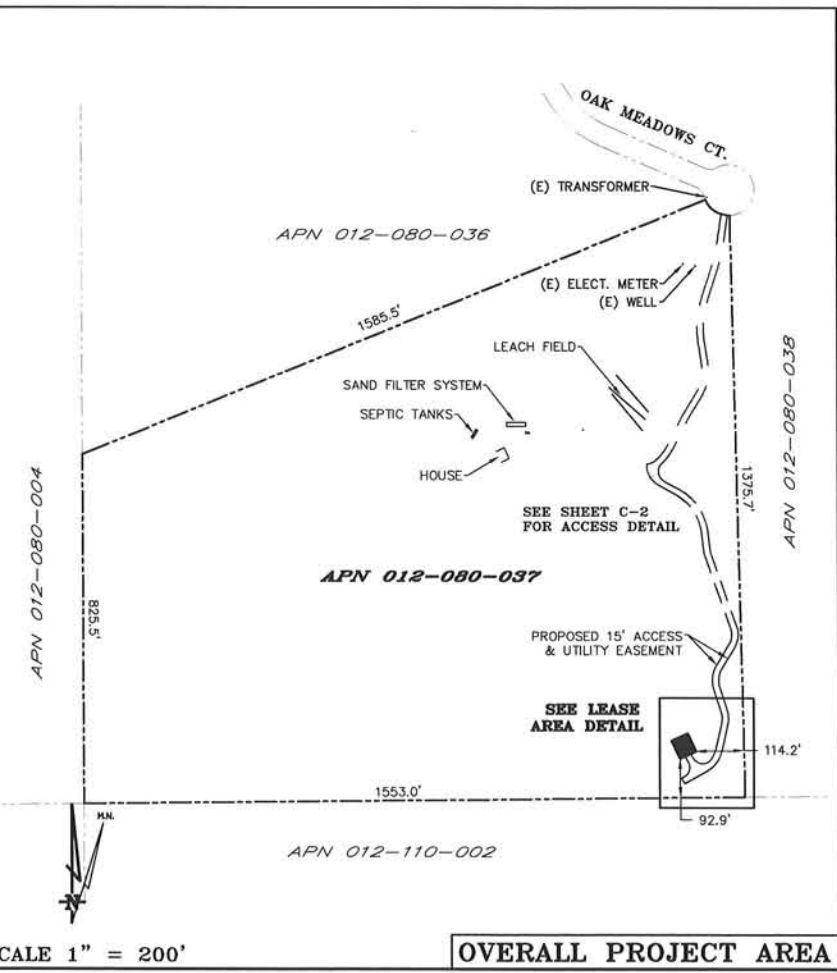 OAK MEADOWS CT.
(E) TRANSFORMER
APN 012-080-036
(E) ELECT. METER
(E) WELL
1585.5'
LEACH FIELD
SAND FILTER SYSTEM
SEPTIC TANKS
HOUSE
APN 012-080-038
1375.7'
APN 012-080-004
825.5'
SEE SHEET C-2
FOR ACCESS DETAIL
APN 012-080-037
PROPOSED 15' ACCESS
& UTILITY EASEMENT
SEE LEASE
AREA DETAIL
114.2'
1553.0'
92.9'
M.N.
N
APN 012-110-002
CALE 1" = 200'
OVERALL PROJECT AREA